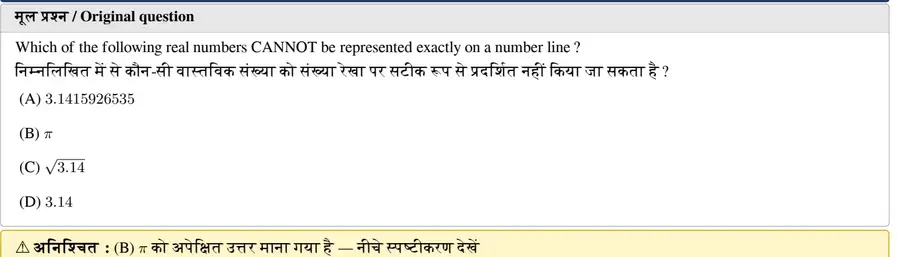 मूल प्रश्न / Original question
Which of the following real numbers CANNOT be represented exactly on a number line ?
निम्नलिखित में से कौन-सी वास्तविक संख्या को संख्या रेखा पर सटीक रूप से प्रदर्शित नहीं किया जा सकता है ?
(A) 3.1415926535
(B) π
(C) √3.14
(D) 3.14
⚠ अनिश्चित : (B) π को अपेक्षित उत्तर माना गया है — नीचे स्पष्टीकरण देखें